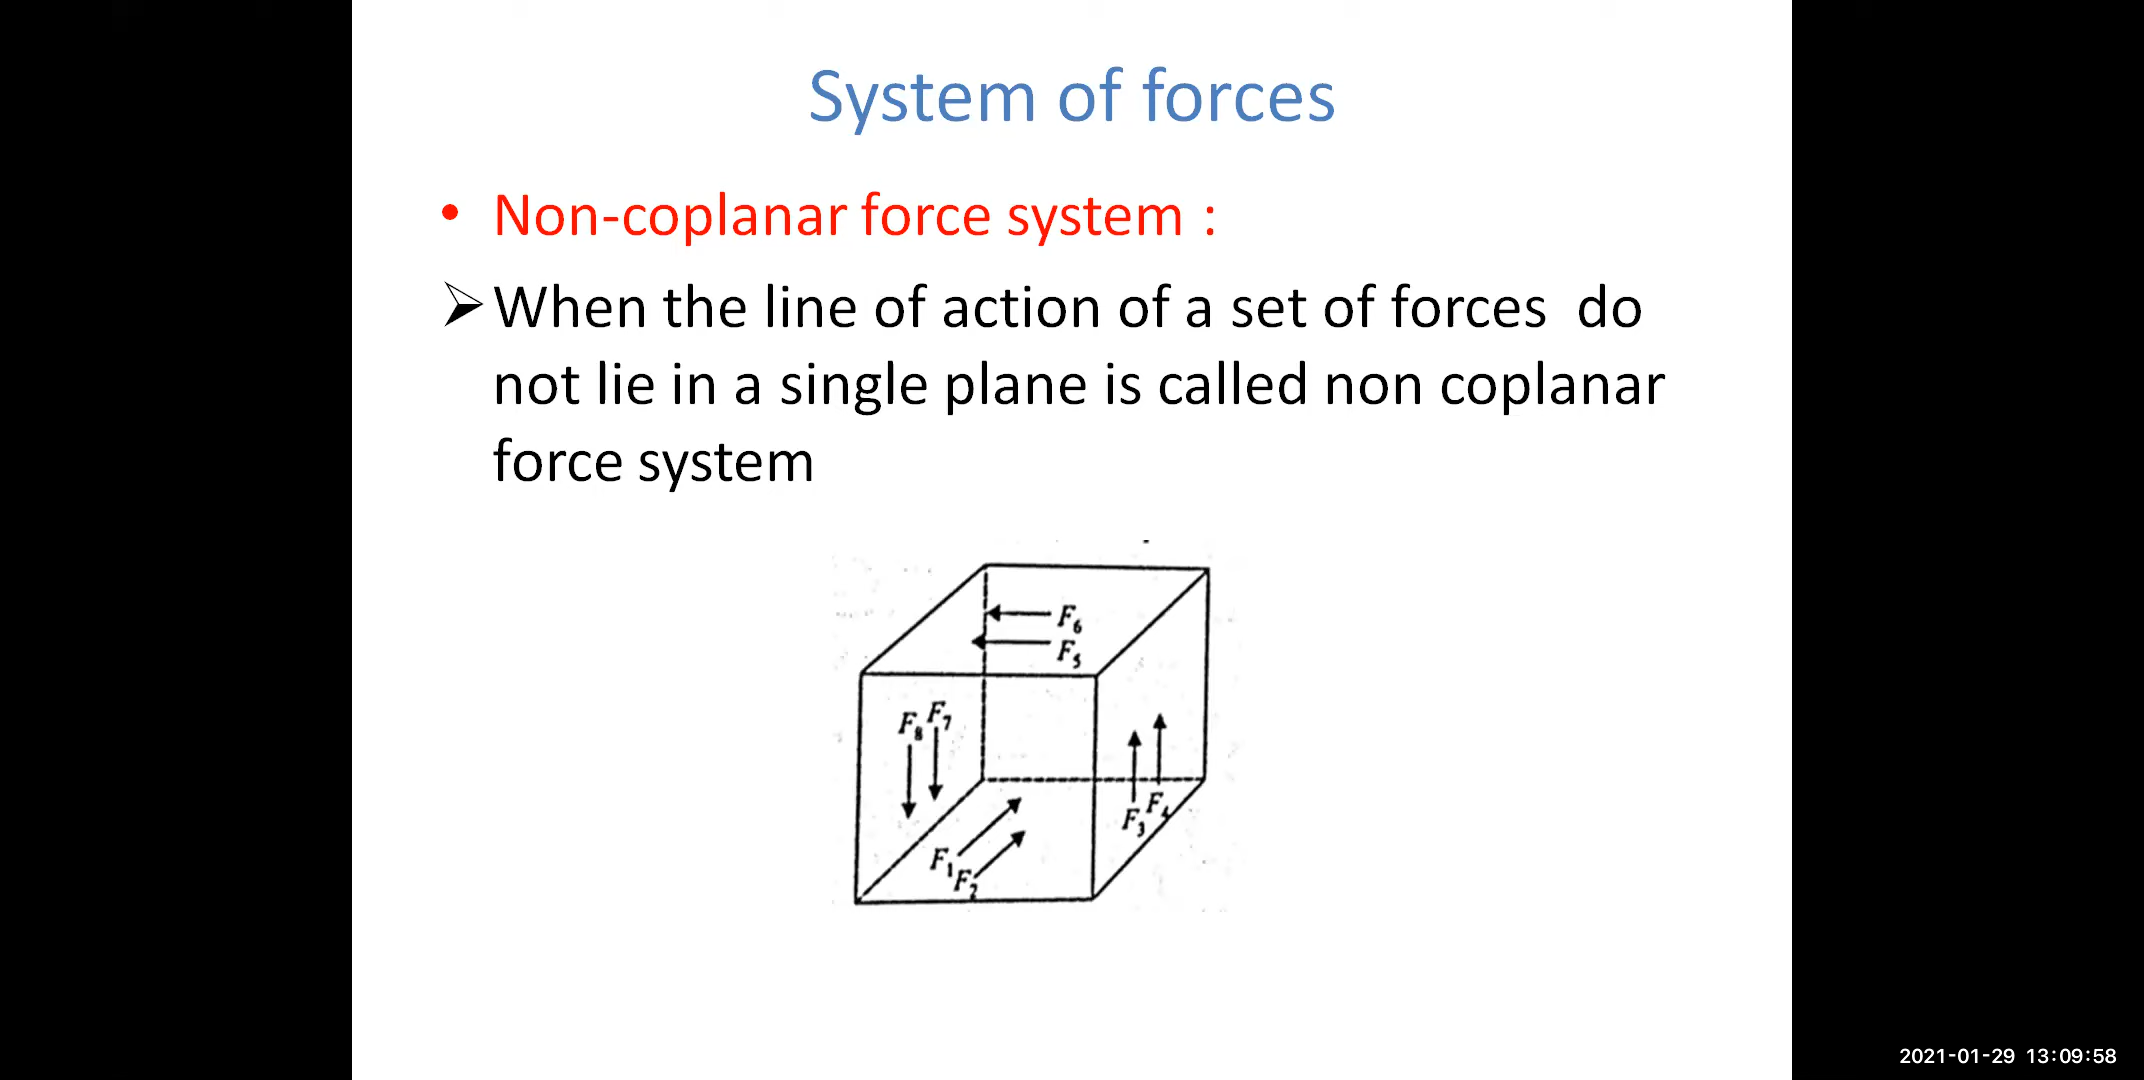 System of forces
• Non-coplanar force system :
➢When the line of action of a set of forces do
not lie in a single plane is called non coplanar
force system
F6
F5
F8 F7
F3 F4
F1
F2
2021-01-29 13:09:58